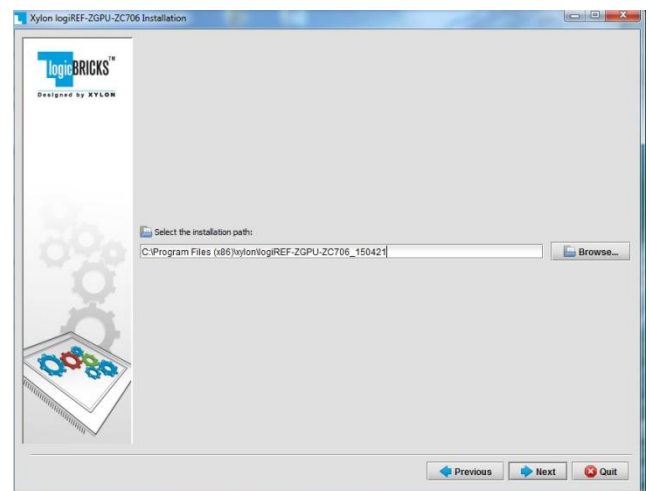 Xylon logiREF-ZGPU-ZC706 Installation
logicBRICKS™
Designed by XYLON
Select the installation path:
C:\Program Files (x86)\xylon\logiREF-ZGPU-ZC706_150421
Browse...
Previous
Next
Quit